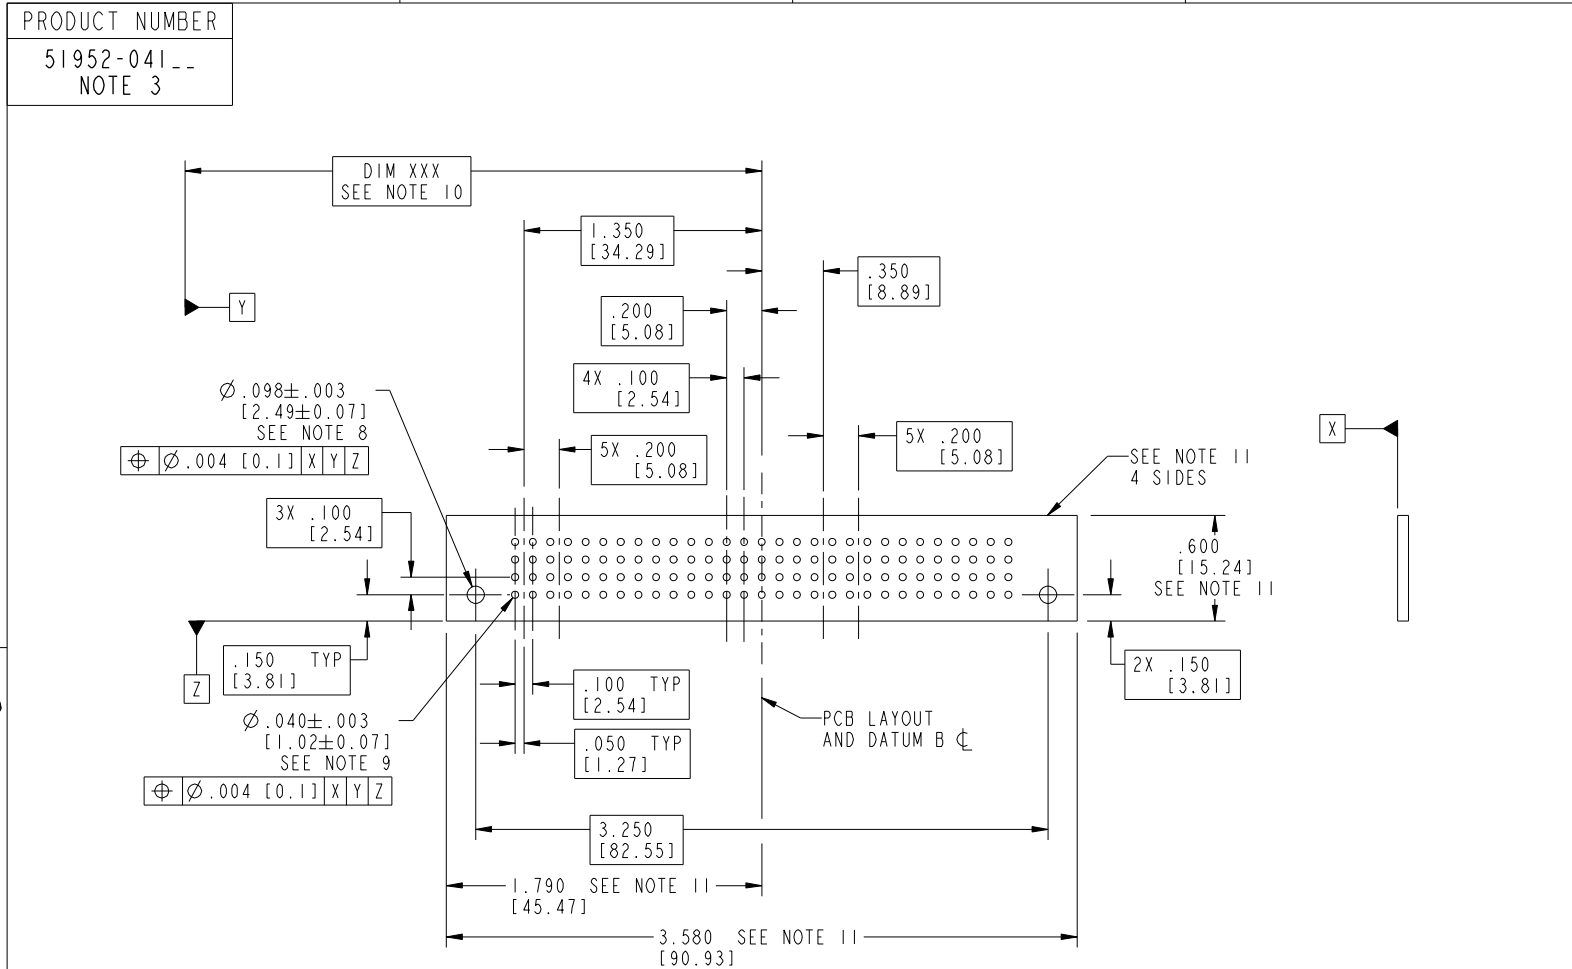 PRODUCT NUMBER
51952-041__
NOTE 3
DIM XXX
SEE NOTE 10
1.350
[34.29]
.350
[8.89]
Y
.200
[5.08]
4X .100
[2.54]
Ø.098±.003
[2.49±0.07]
SEE NOTE 8
⌖ Ø.004 [0.1] X Y Z
5X .200
[5.08]
5X .200
[5.08]
X
SEE NOTE 11
4 SIDES
3X .100
[2.54]
.600
[15.24]
SEE NOTE 11
.150 TYP
[3.81]
Z
2X .150
[3.81]
.100 TYP
[2.54]
Ø.040±.003
[1.02±0.07]
SEE NOTE 9
⌖ Ø.004 [0.1] X Y Z
.050 TYP
[1.27]
PCB LAYOUT
AND DATUM B ℄
3.250
[82.55]
1.790 SEE NOTE 11
[45.47]
3.580 SEE NOTE 11
[90.93]